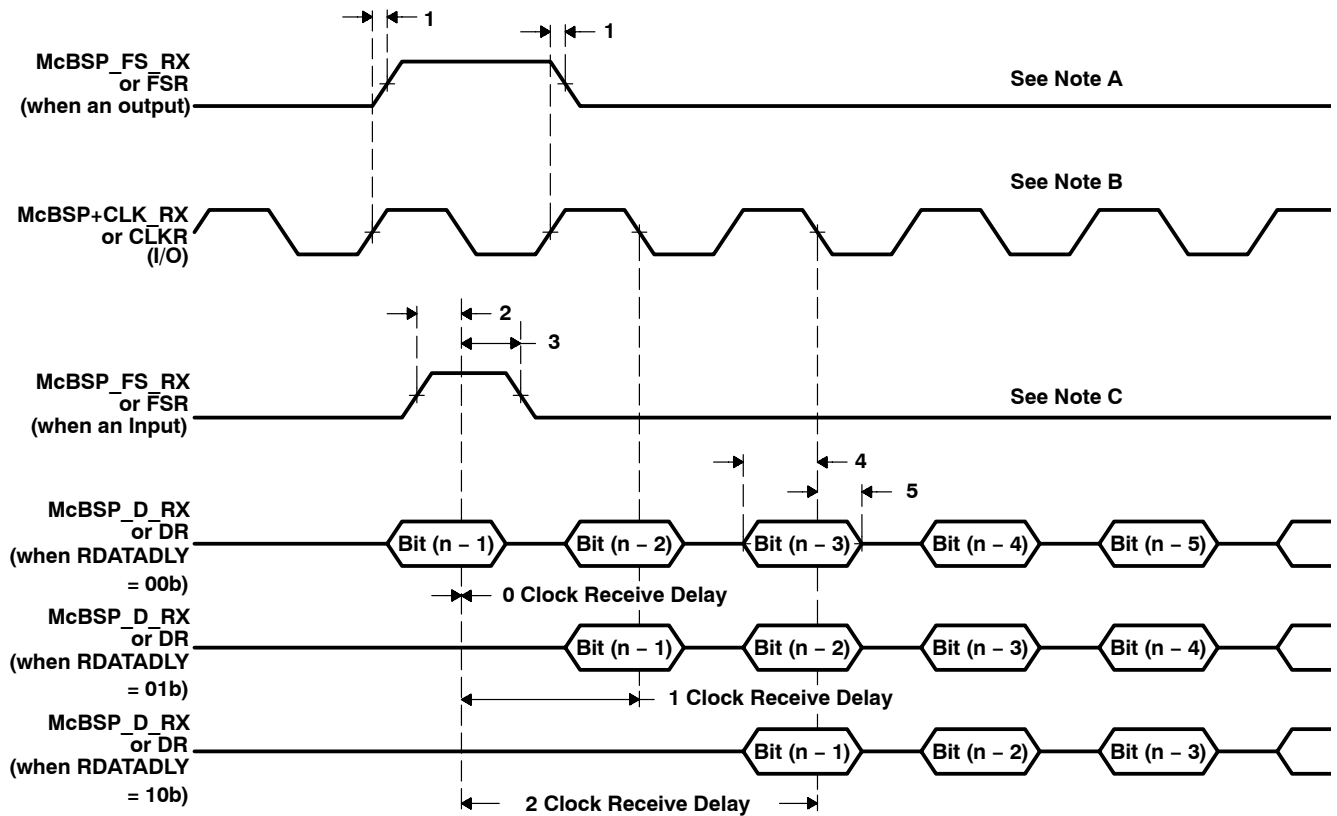 1
1
McBSP_FS_RX
or FSR
(when an output)
See Note A
See Note B
McBSP+CLK_RX
or CLKR
(I/O)
2
3
McBSP_FS_RX
or FSR
(when an Input)
See Note C
4
5
McBSP_D_RX
or DR
(when RDATADLY
= 00b)
Bit (n − 1) Bit (n − 2) Bit (n − 3) Bit (n − 4) Bit (n − 5)
0 Clock Receive Delay
McBSP_D_RX
or DR
(when RDATADLY
= 01b)
Bit (n − 1) Bit (n − 2) Bit (n − 3) Bit (n − 4)
1 Clock Receive Delay
McBSP_D_RX
or DR
(when RDATADLY
= 10b)
Bit (n − 1) Bit (n − 2) Bit (n − 3)
2 Clock Receive Delay